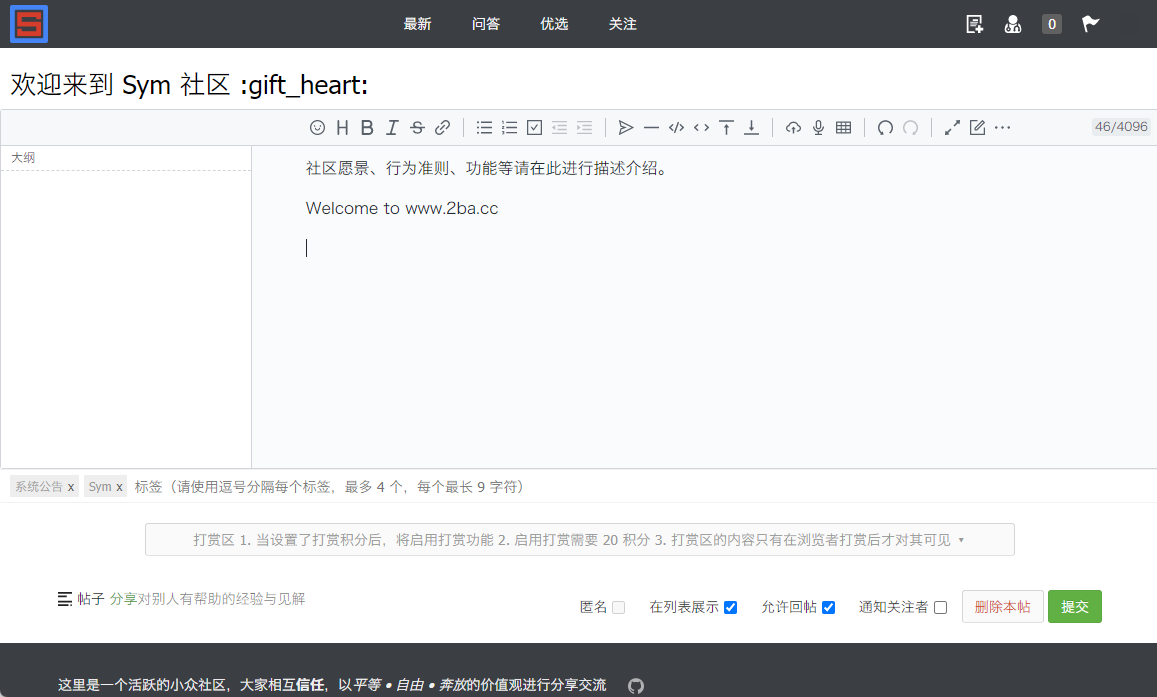 最新 问答 优选 关注 0
欢迎来到 Sym 社区 :gift_heart:
46/4096
大纲
社区愿景、行为准则、功能等请在此进行描述介绍。
Welcome to www.2ba.cc
系统公告 x Sym x 标签（请使用逗号分隔每个标签，最多 4 个，每个最长 9 字符）
打赏区 1. 当设置了打赏积分后，将启用打赏功能 2. 启用打赏需要 20 积分 3. 打赏区的内容只有在浏览者打赏后才对其可见
帖子 分享对别人有帮助的经验与见解
匿名 在列表展示 允许回帖 通知关注者 删除本帖 提交
这里是一个活跃的小众社区，大家相互信任，以平等 • 自由 • 奔放的价值观进行分享交流